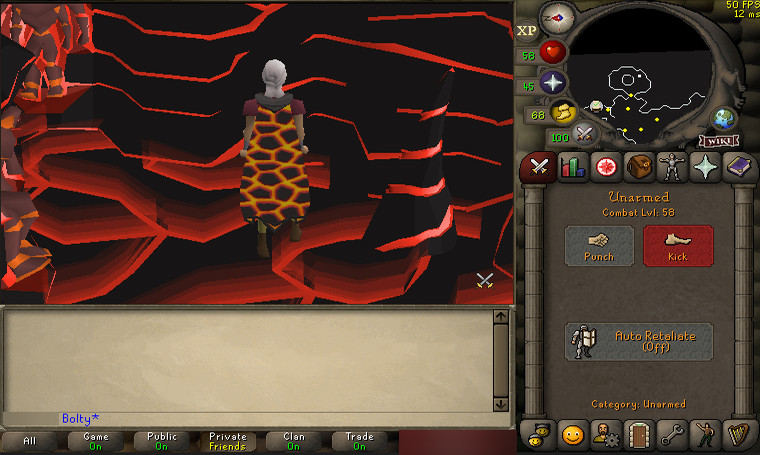 50 FPS
12 ms
XP
58
45
68
100
WIKI
Unarmed
Combat Lvl: 58
Punch
Kick
Auto Retaliate
(Off)
Category: Unarmed
Bolty*
All
Game
On
Public
On
Private
Friends
Clan
On
Trade
On